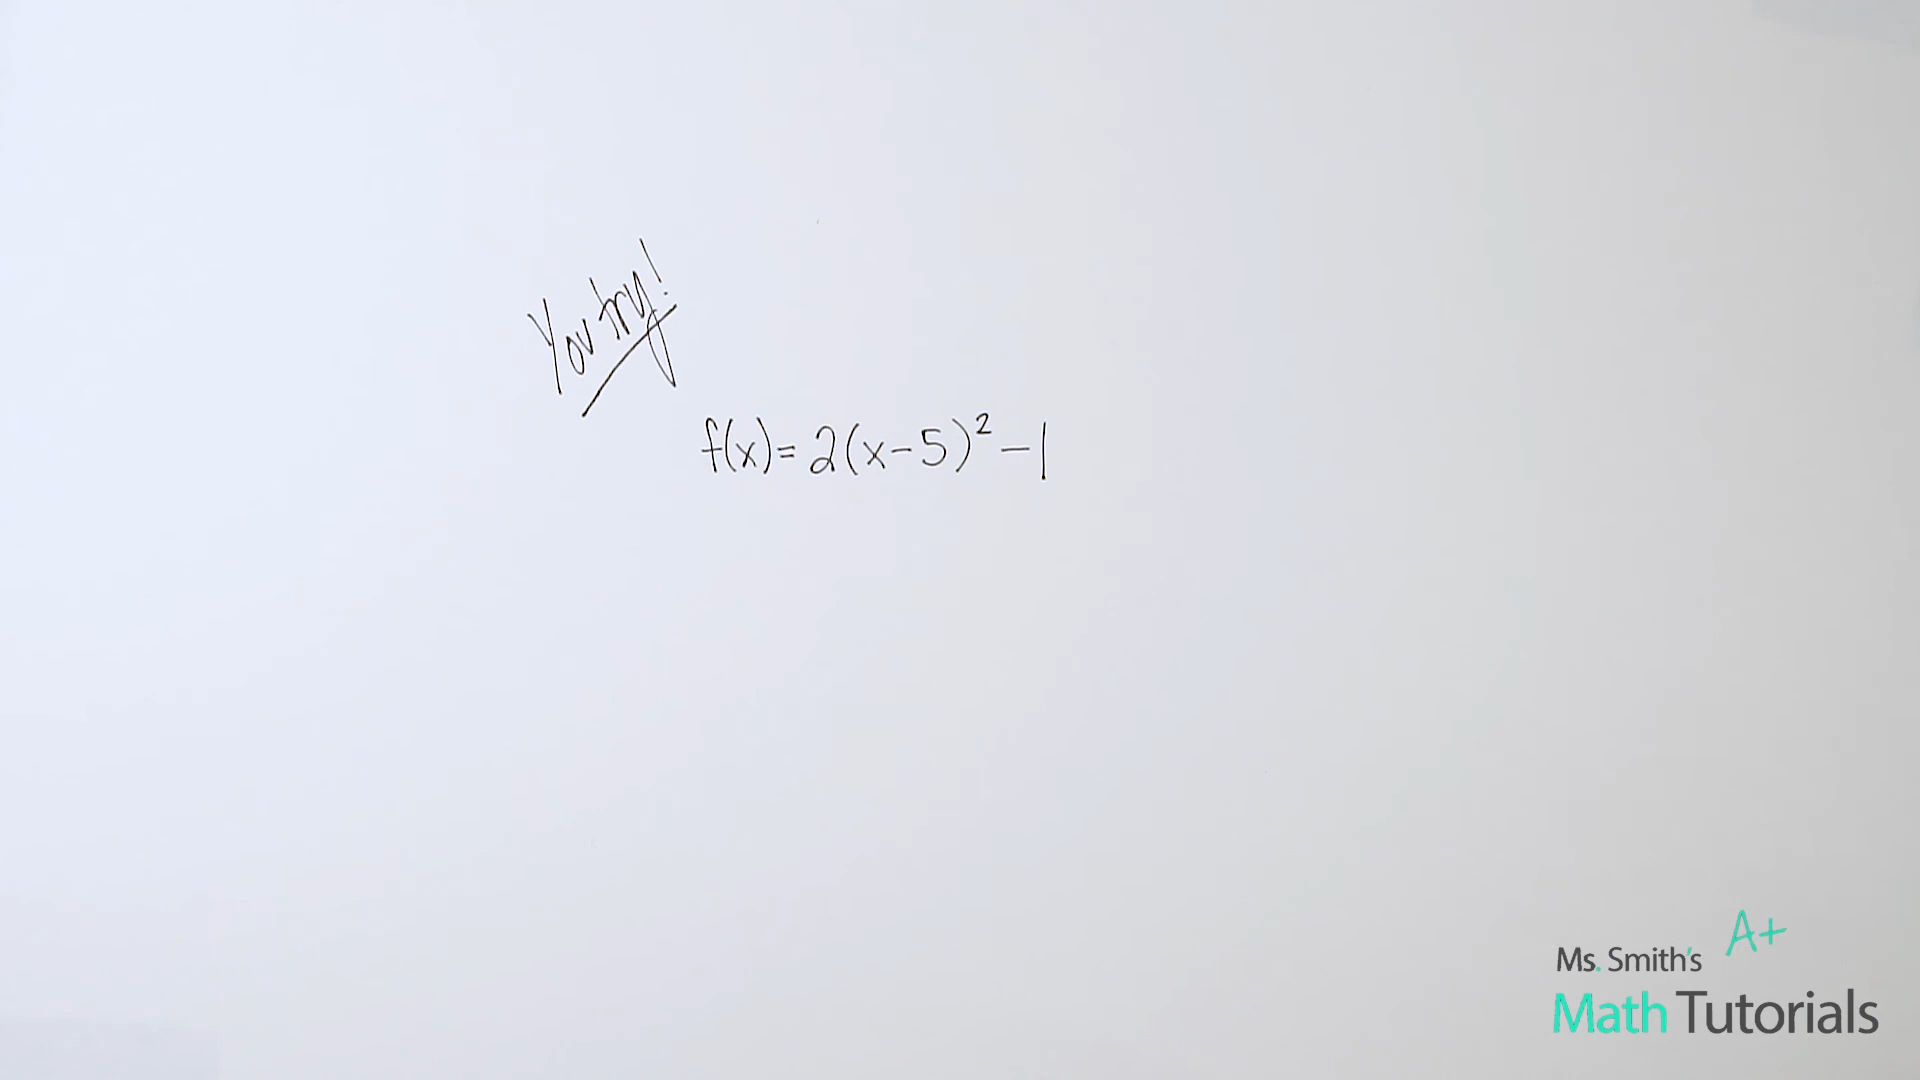 You try!
f(x)= 2(x-5)² -1
A+
Ms. Smith's
Math Tutorials